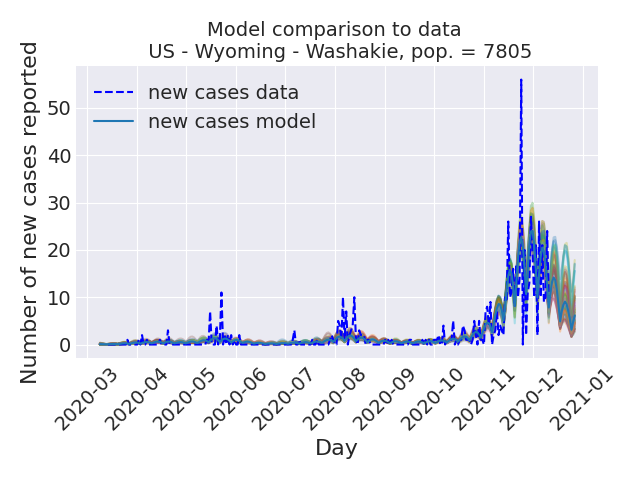 Model comparison to data
US - Wyoming - Washakie, pop. = 7805
Number of new cases reported
50
40
30
20
10
0
new cases data
new cases model
2020-03
2020-04
2020-05
2020-06
2020-07
2020-08
2020-09
2020-10
2020-11
2020-12
2021-01
Day